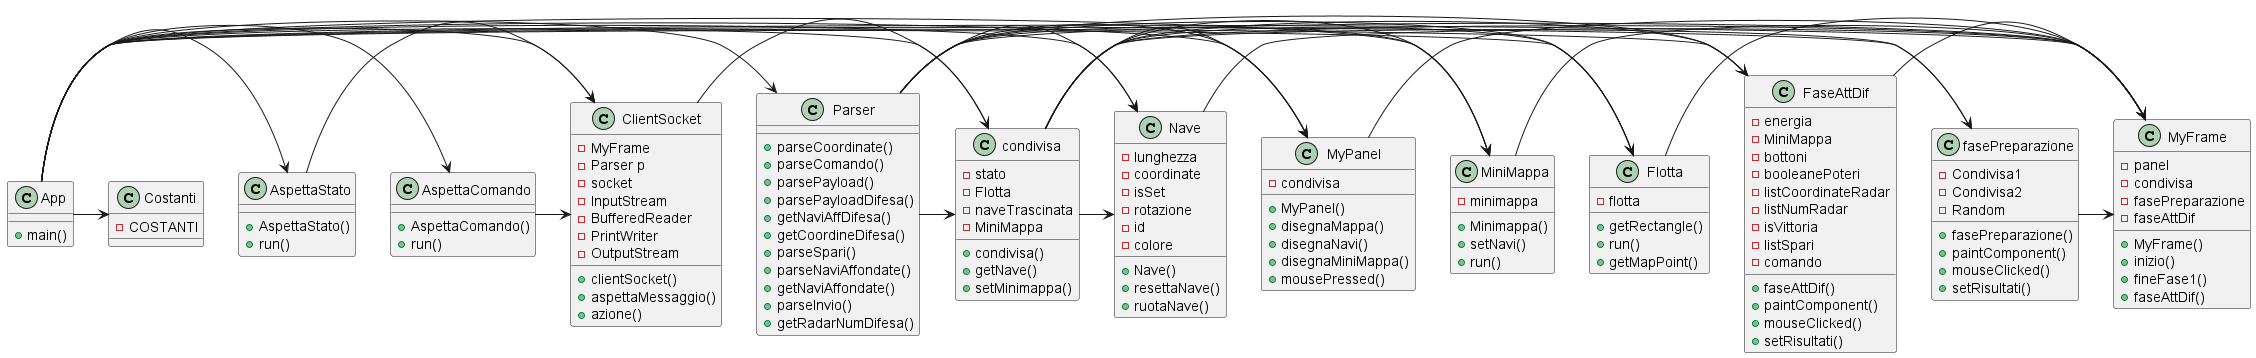 C App
main()
C Costanti
COSTANTI
C AspettaStato
AspettaStato()
run()
C AspettaComando
AspettaComando()
run()
C ClientSocket
MyFrame
Parser p
socket
InputStream
BufferedReader
PrintWriter
OutputStream
clientSocket()
aspettaMessaggio()
azione()
C Parser
parseCoordinate()
parseComando()
parsePayload()
parsePayloadDifesa()
getNaviAffDifesa()
getCoordineDifesa()
parseSpari()
parseNaviAffondate()
getNaviAffondate()
parseInvio()
getRadarNumDifesa()
C condivisa
stato
Flotta
naveTrascinata
MiniMappa
condivisa()
getNave()
setMinimappa()
C Nave
lunghezza
coordinate
isSet
rotazione
id
colore
Nave()
resettaNave()
ruotaNave()
C MyPanel
condivisa
MyPanel()
disegnaMappa()
disegnaNavi()
disegnaMiniMappa()
mousePressed()
C MiniMappa
minimappa
Minimappa()
setNavi()
run()
C Flotta
flotta
getRectangle()
run()
getMapPoint()
C FaseAttDif
energia
MiniMappa
bottoni
booleanePoteri
listCoordinateRadar
listNumRadar
isVittoria
listSpari
comando
faseAttDif()
paintComponent()
mouseClicked()
setRisultati()
C fasePreparazione
Condivisa1
Condivisa2
Random
fasePreparazione()
paintComponent()
mouseClicked()
setRisultati()
C MyFrame
panel
condivisa
fasePreparazione
faseAttDif
MyFrame()
inizio()
fineFase1()
faseAttDif()